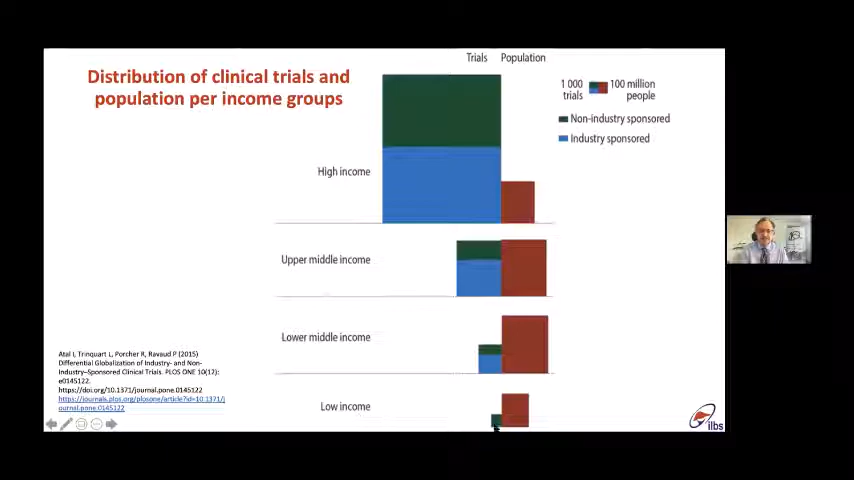 Trials Population
Distribution of clinical trials and
population per income groups
1 000 100 million
trials people
Non-industry sponsored
Industry sponsored
High income
Upper middle income
Lower middle income
Low income
Atal I, Trinquart L, Porcher R, Ravaud P (2015)
Differential Globalization of Industry- and Non-
Industry–Sponsored Clinical Trials. PLOS ONE 10(12):
e0145122.
https://doi.org/10.1371/journal.pone.0145122
https://journals.plos.org/plosone/article?id=10.1371/j
ournal.pone.0145122
ilbs